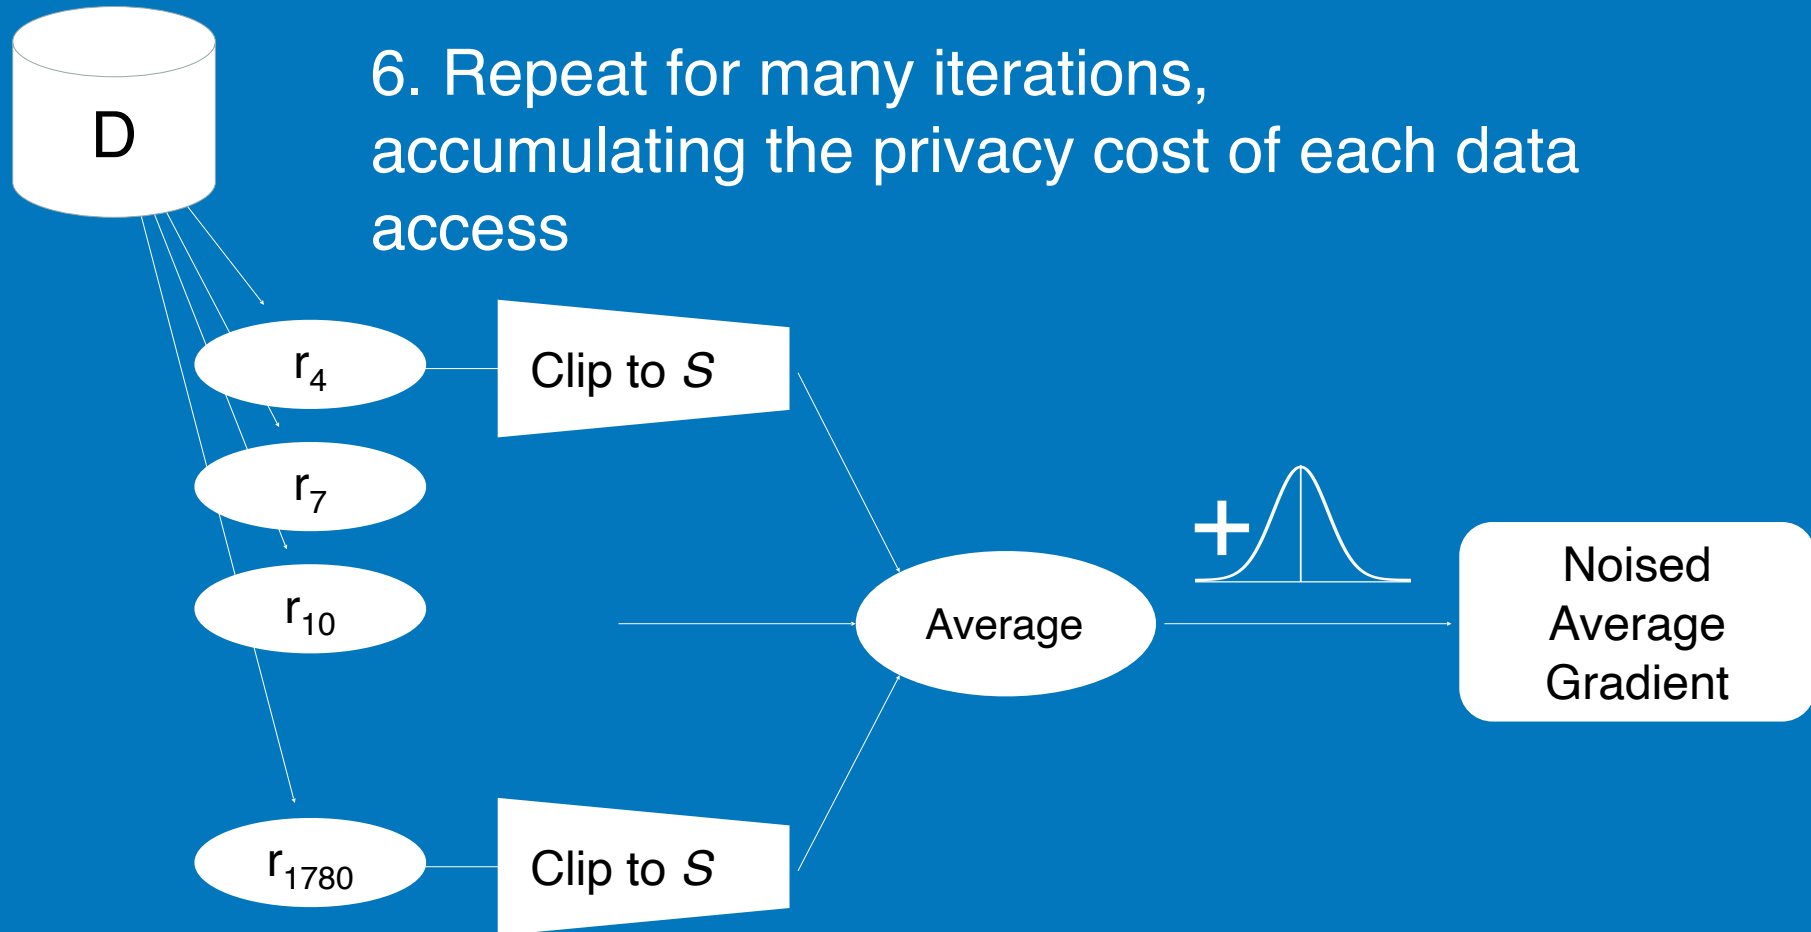 D
6. Repeat for many iterations,
accumulating the privacy cost of each data
access
r₄
Clip to S
r₇
r₁₀
+
Average
Noised
Average
Gradient
r₁₇₈₀
Clip to S